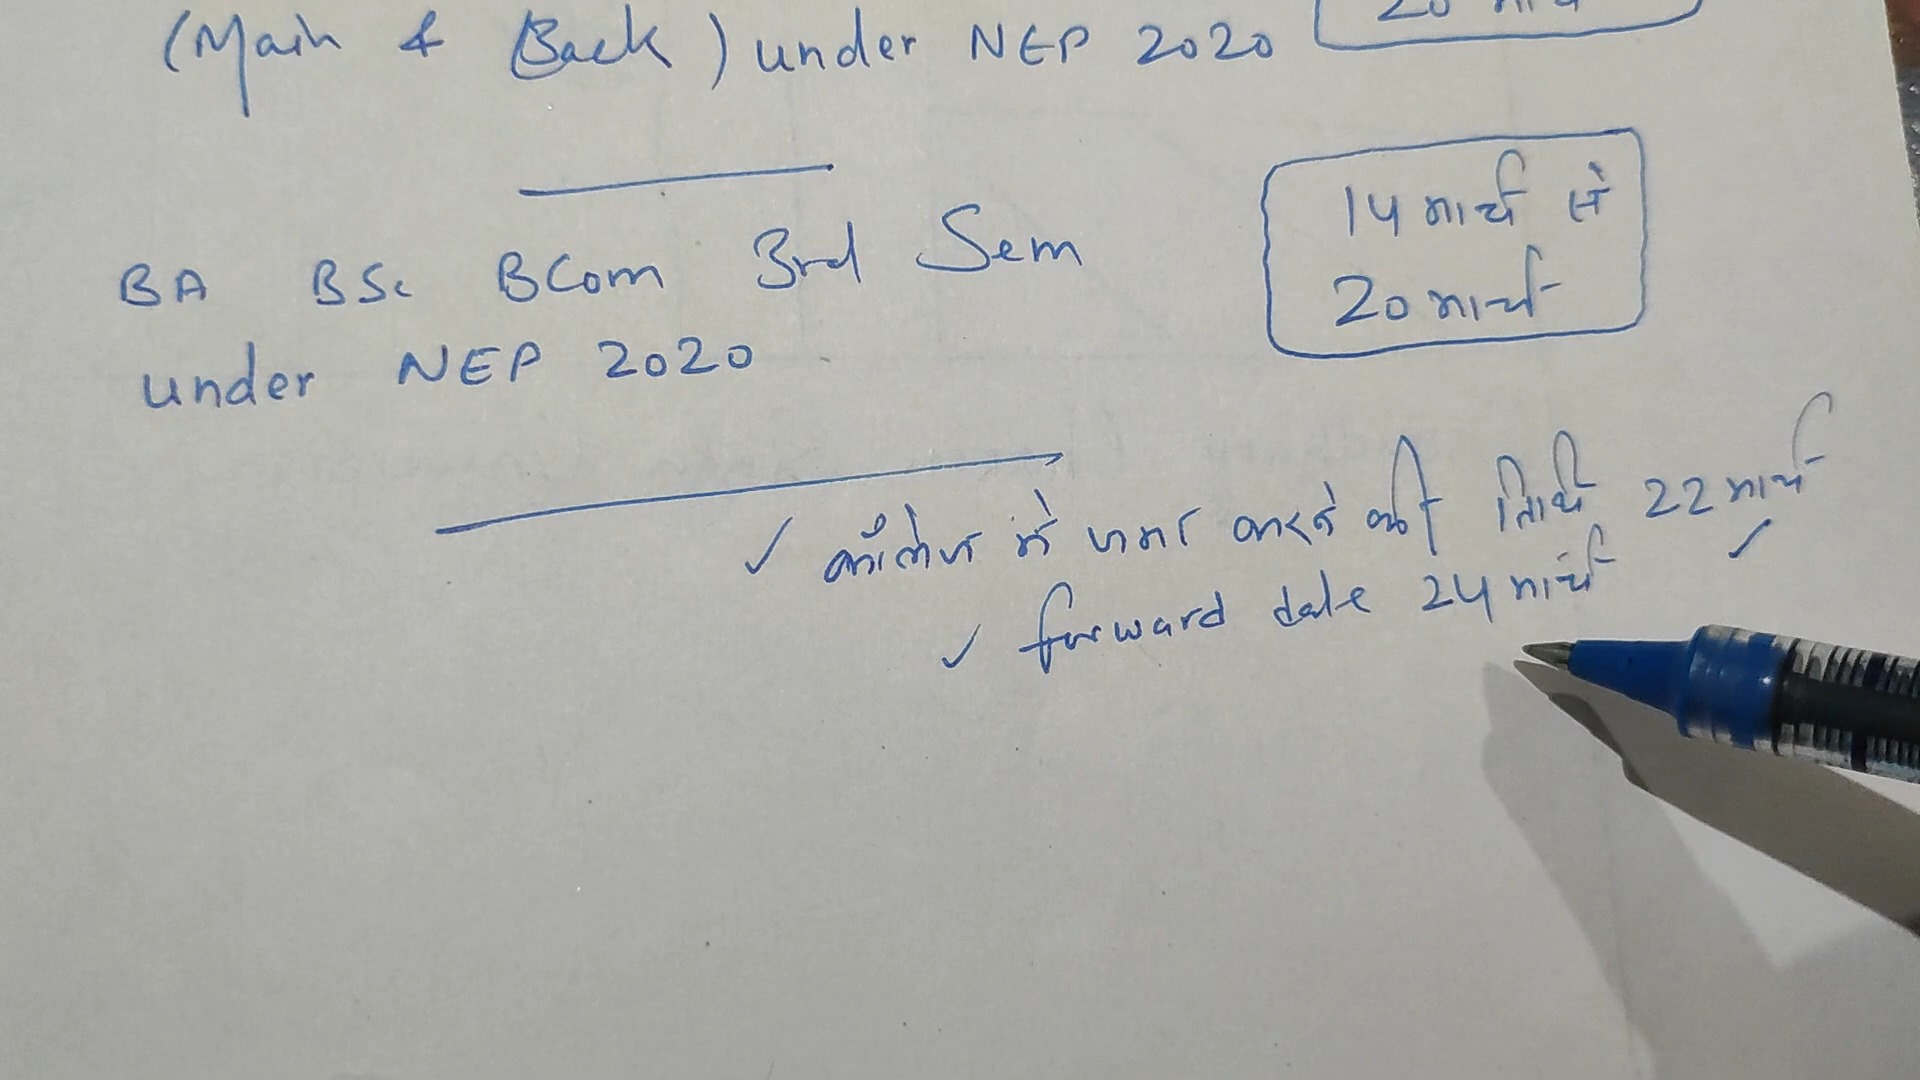 20 मार्च
(Main & Back) under NEP 2020
BA BSc BCom 3rd Sem
under NEP 2020
14 मार्च से
20 मार्च
✓ कॉलेज में जमा करने की तिथि 22 मार्च ✓
✓ forward date 24 मार्च